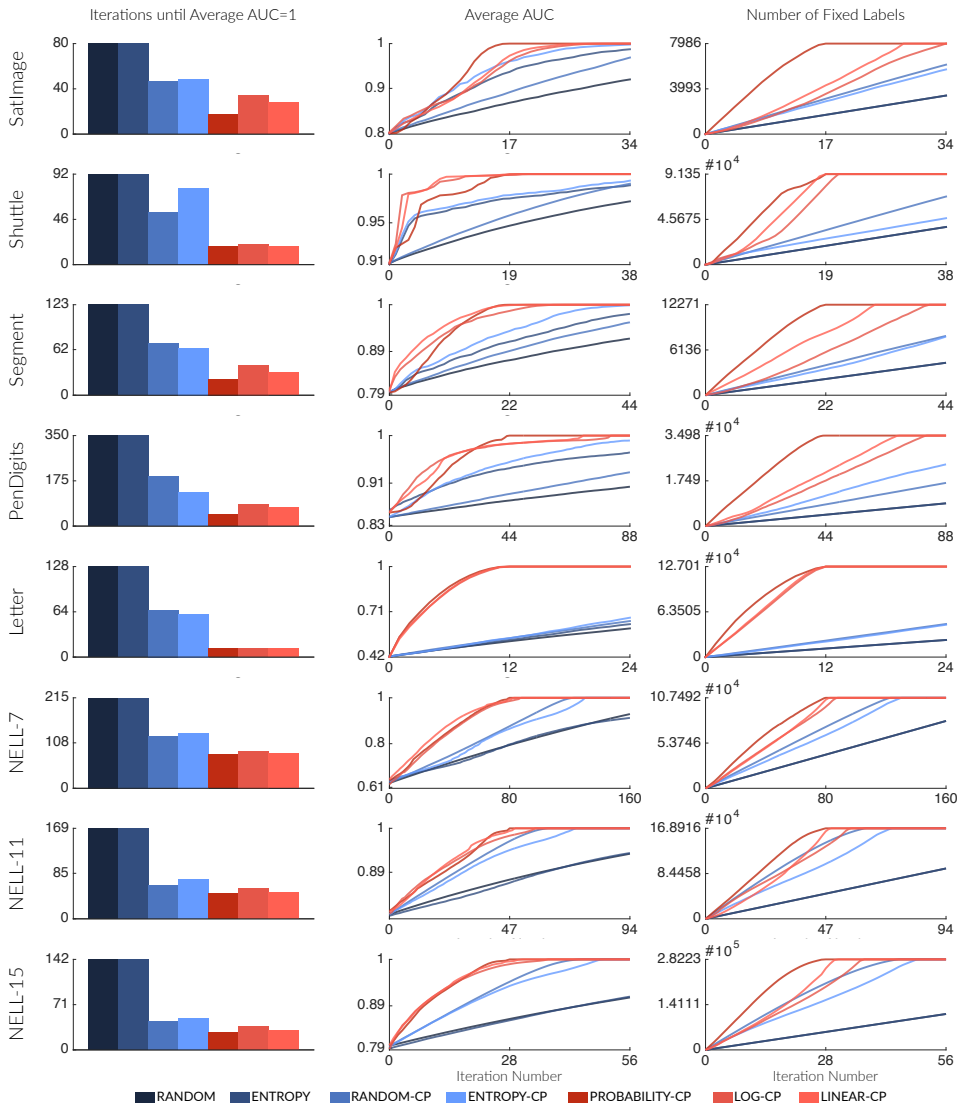 Iterations until Average AUC=1 Average AUC Number of Fixed Labels
SatImage
80
40
0
1
0.9
0.8
0 17 34
7986
3993
0
0 17 34
Shuttle
92
46
0
1
0.95
0.91
0 19 38
#10^4
9.135
4.5675
0
0 19 38
Segment
123
62
0
1
0.89
0.79
0 22 44
12271
6136
0
0 22 44
PenDigits
350
175
0
1
0.91
0.83
0 44 88
#10^4
3.498
1.749
0
0 44 88
Letter
128
64
0
1
0.71
0.42
0 12 24
#10^4
12.701
6.3505
0
0 12 24
NELL-7
215
108
0
1
0.8
0.61
0 80 160
#10^4
10.7492
5.3746
0
0 80 160
NELL-11
169
85
0
1
0.89
0 47 94
#10^4
16.8916
8.4458
0
0 47 94
NELL-15
142
71
0
1
0.89
0.79
0 28 56
Iteration Number
#10^5
2.8223
1.4111
0
0 28 56
Iteration Number
RANDOM ENTROPY RANDOM-CP ENTROPY-CP PROBABILITY-CP LOG-CP LINEAR-CP